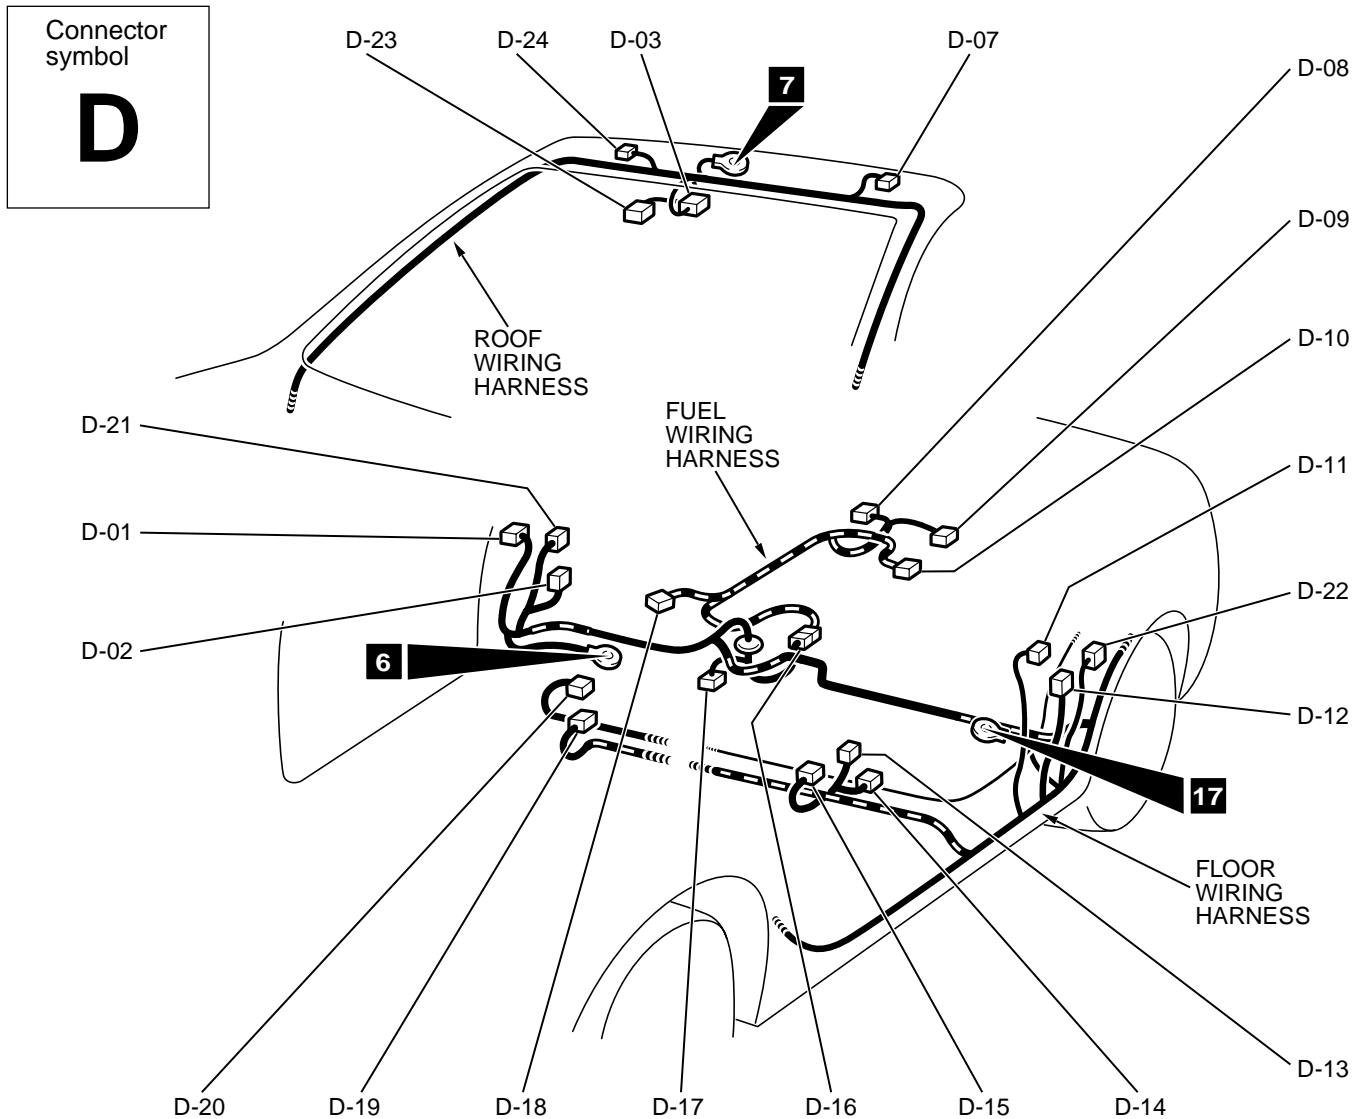 Connector
symbol
D
D-23
D-24
D-03
D-07
7
D-08
D-09
ROOF
WIRING
HARNESS
D-10
FUEL
WIRING
HARNESS
D-21
D-11
D-01
D-22
D-02
6
D-12
17
FLOOR
WIRING
HARNESS
D-13
D-20
D-19
D-18
D-17
D-16
D-15
D-14